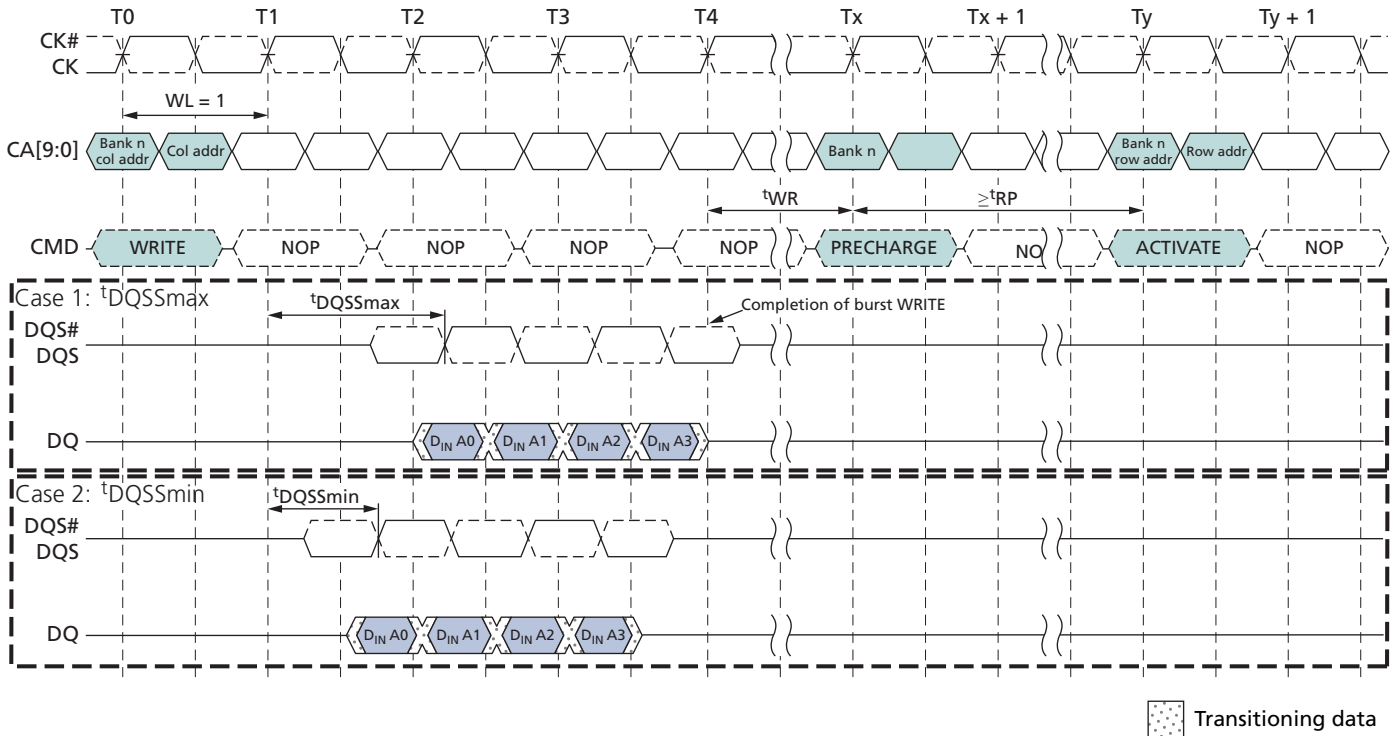 T0 T1 T2 T3 T4 Tx Tx + 1 Ty Ty + 1
CK#
CK
WL = 1
CA[9:0]
Bank n
col addr
Col addr
Bank n
Bank n
row addr
Row addr
tWR
≥tRP
CMD
WRITE NOP NOP NOP NOP PRECHARGE NO ACTIVATE NOP
Case 1: tDQSSmax
tDQSSmax
Completion of burst WRITE
DQS#
DQS
DQ
DIN A0 DIN A1 DIN A2 DIN A3
Case 2: tDQSSmin
tDQSSmin
DQS#
DQS
DQ
DIN A0 DIN A1 DIN A2 DIN A3
Transitioning data